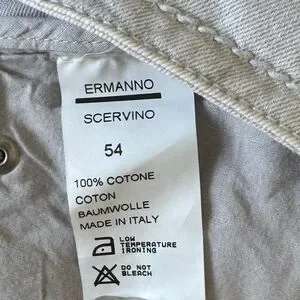 ERMANNO
SCERVINO
54
100% COTONE
COTON
BAUMWOLLE
MADE IN ITALY
LOW
TEMPERATURE
IRONING
DO NOT
BLEACH